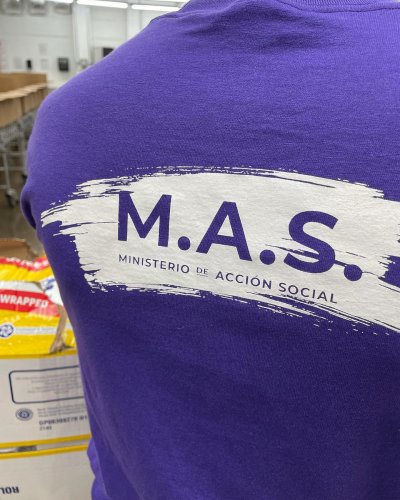 M.A.S.
MINISTERIO DE ACCIÓN SOCIAL
WRAPPED